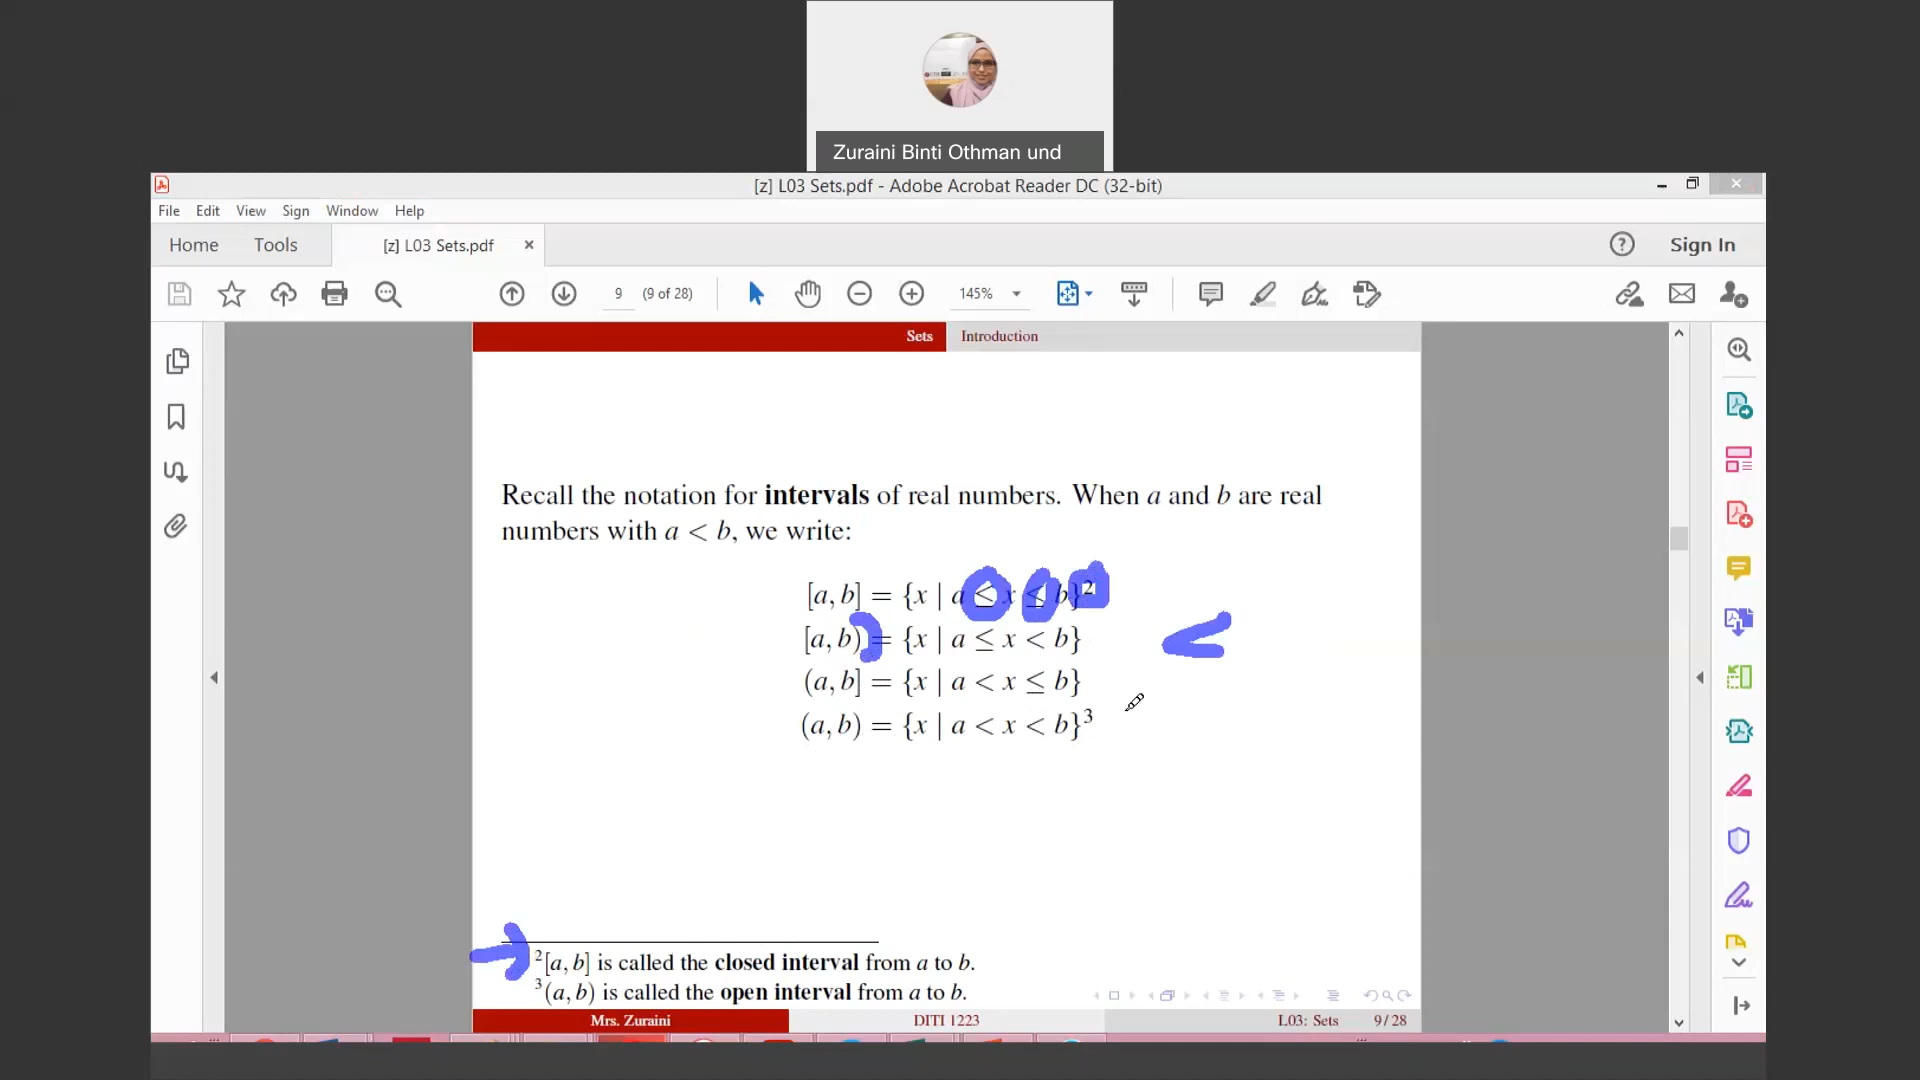 Zuraini Binti Othman und
[z] L03 Sets.pdf - Adobe Acrobat Reader DC (32-bit)
File Edit View Sign Window Help
Home Tools [z] L03 Sets.pdf × Sign In
9 (9 of 28) 145%
Sets Introduction
Recall the notation for intervals of real numbers. When a and b are real
numbers with a < b, we write:
[a, b] = {x | a ≤ x ≤ b}²
[a, b) = {x | a ≤ x < b}
<
(a, b] = {x | a < x ≤ b}
(a, b) = {x | a < x < b}³
²[a, b] is called the closed interval from a to b.
³(a, b) is called the open interval from a to b.
Mrs. Zuraini DITI 1223 L03: Sets 9/28